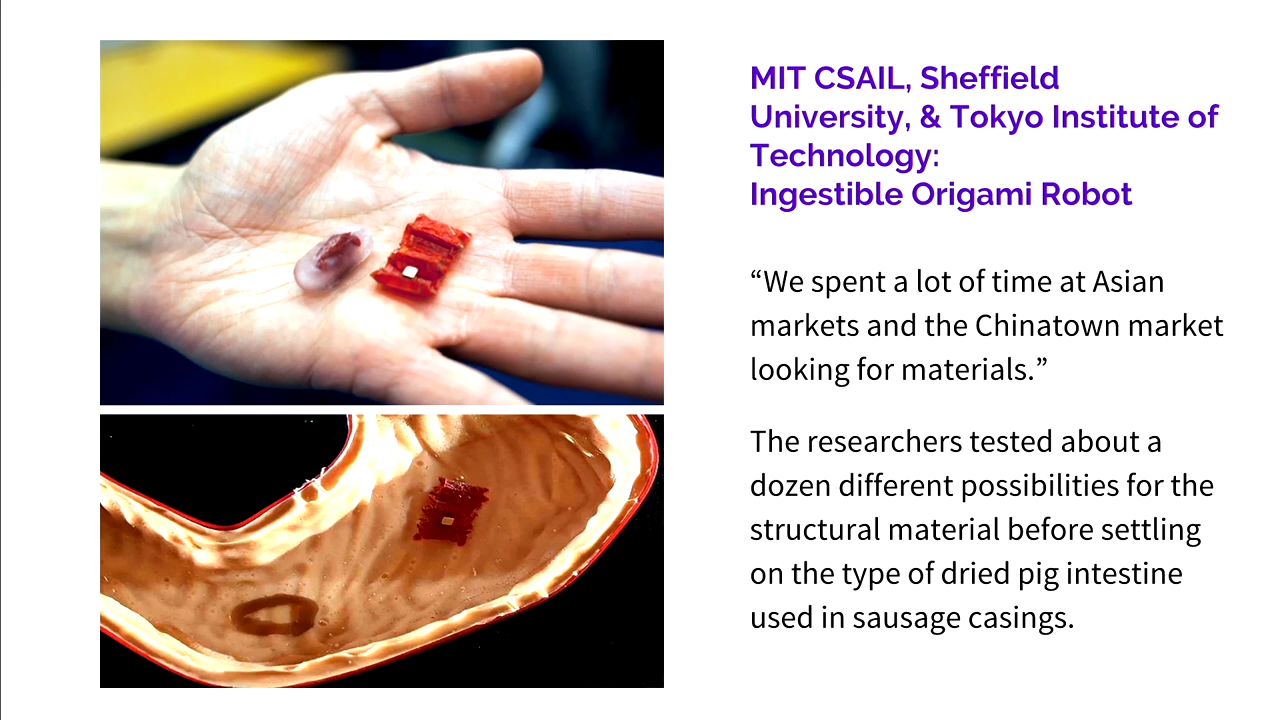 MIT CSAIL, Sheffield
University, & Tokyo Institute of
Technology:
Ingestible Origami Robot
“We spent a lot of time at Asian
markets and the Chinatown market
looking for materials.”
The researchers tested about a
dozen different possibilities for the
structural material before settling
on the type of dried pig intestine
used in sausage casings.